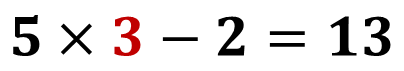 5 × 3 − 2 = 13